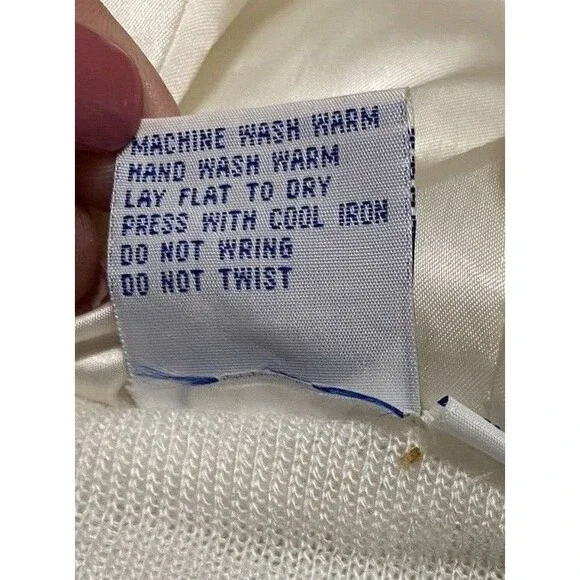 MACHINE WASH WARM
HAND WASH WARM
LAY FLAT TO DRY
PRESS WITH COOL IRON
DO NOT WRING
DO NOT TWIST